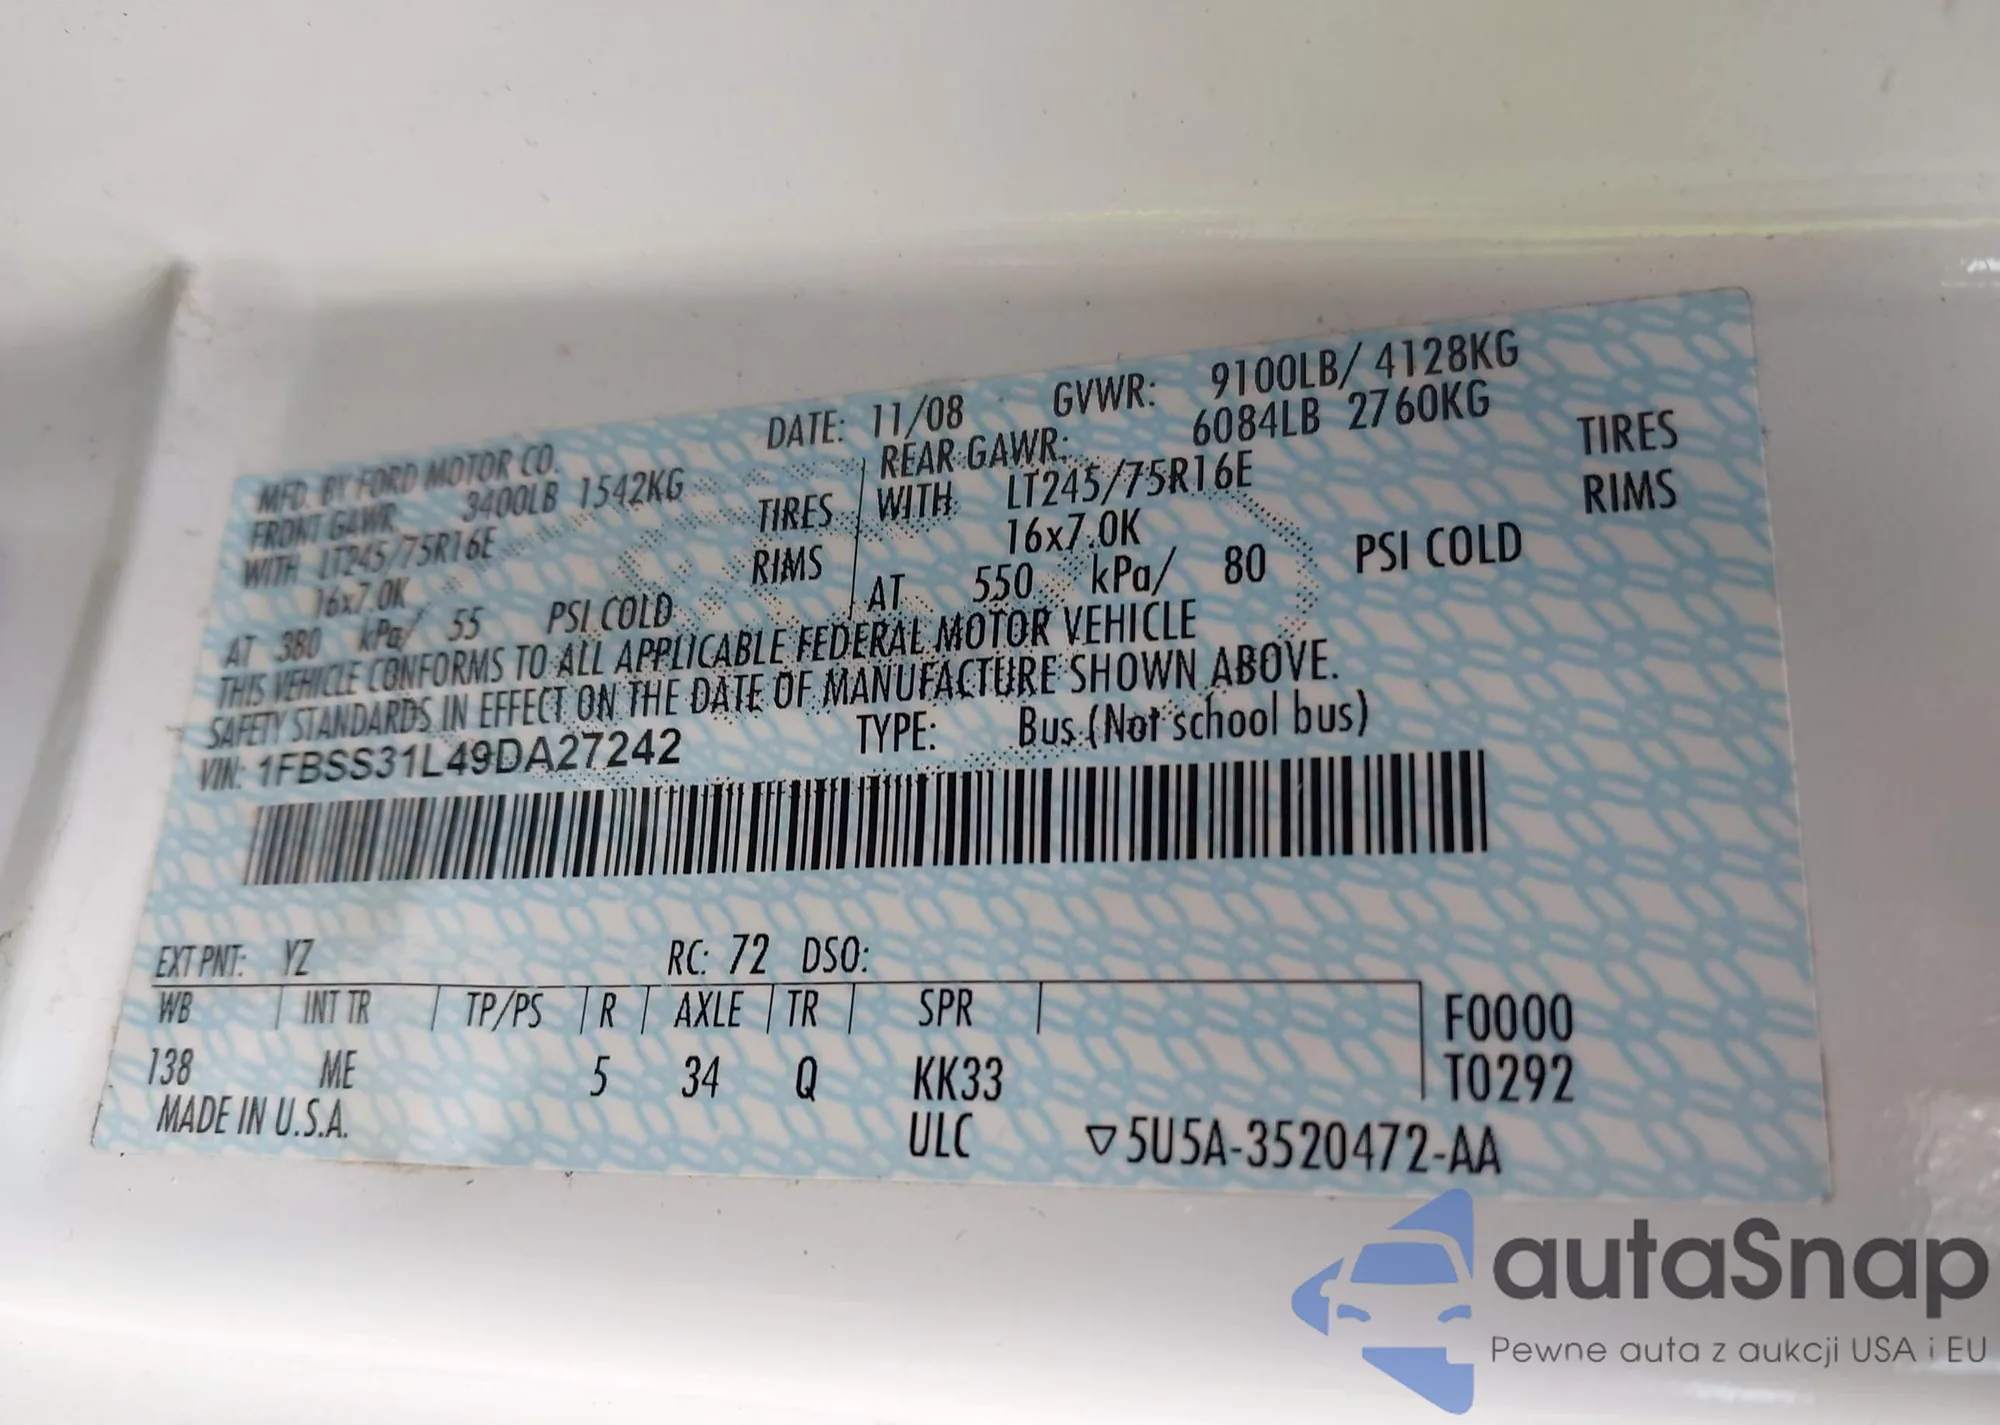 MFD. BY FORD MOTOR CO. DATE: 11/08 GVWR: 9100LB/ 4128KG
FRONT GAWR 3400LB 1542KG REAR GAWR: 6084LB 2760KG
WITH LT245/75R16E TIRES WITH LT245/75R16E TIRES
16x7.0K RIMS 16x7.0K RIMS
AT 380 kPa/ 55 PSI COLD AT 550 kPa/ 80 PSI COLD
THIS VEHICLE CONFORMS TO ALL APPLICABLE FEDERAL MOTOR VEHICLE
SAFETY STANDARDS IN EFFECT ON THE DATE OF MANUFACTURE SHOWN ABOVE.
VIN: 1FBSS31L49DA27242 TYPE: Bus (Not school bus)
EXT PNT: YZ RC: 72 DSO:
WB | INT TR | TP/PS | R | AXLE | TR | SPR | F0000
138 ME 5 34 Q KK33 T0292
MADE IN U.S.A. ULC ▽5U5A-3520472-AA
autaSnap
Pewne auta z aukcji USA i EU